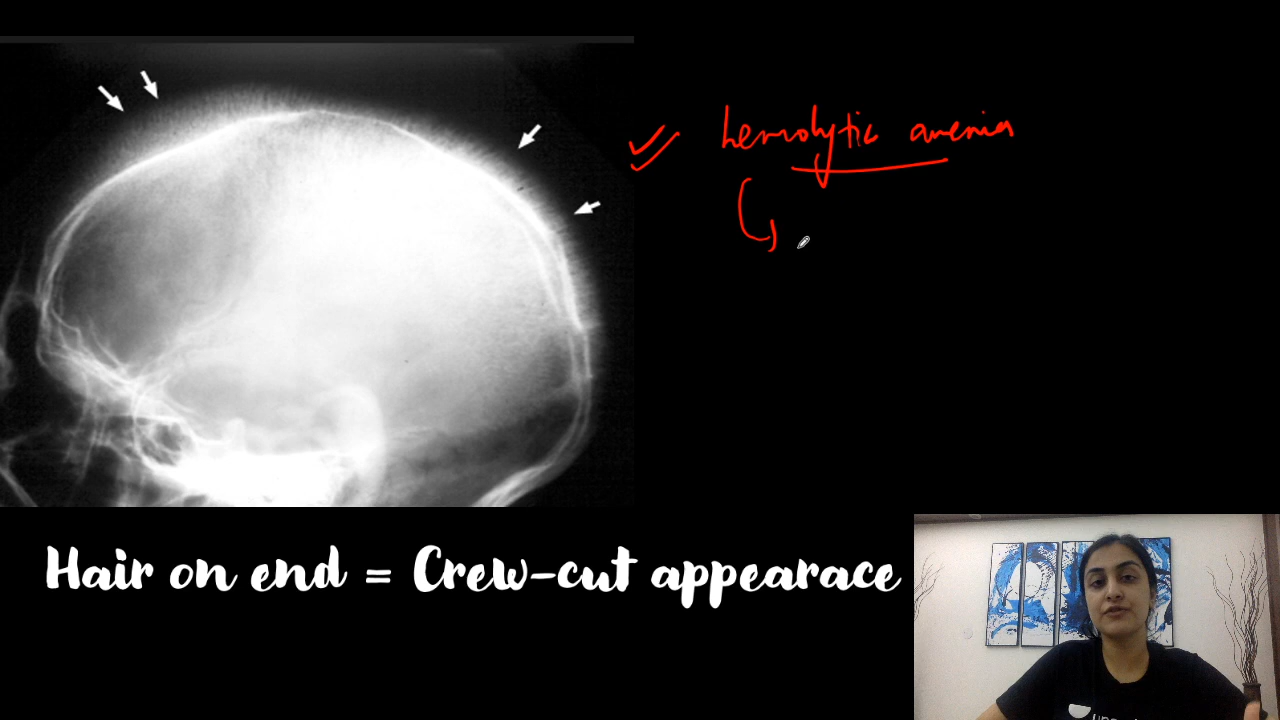 hemolytic anemia
Hair on end = Crew-cut appearace